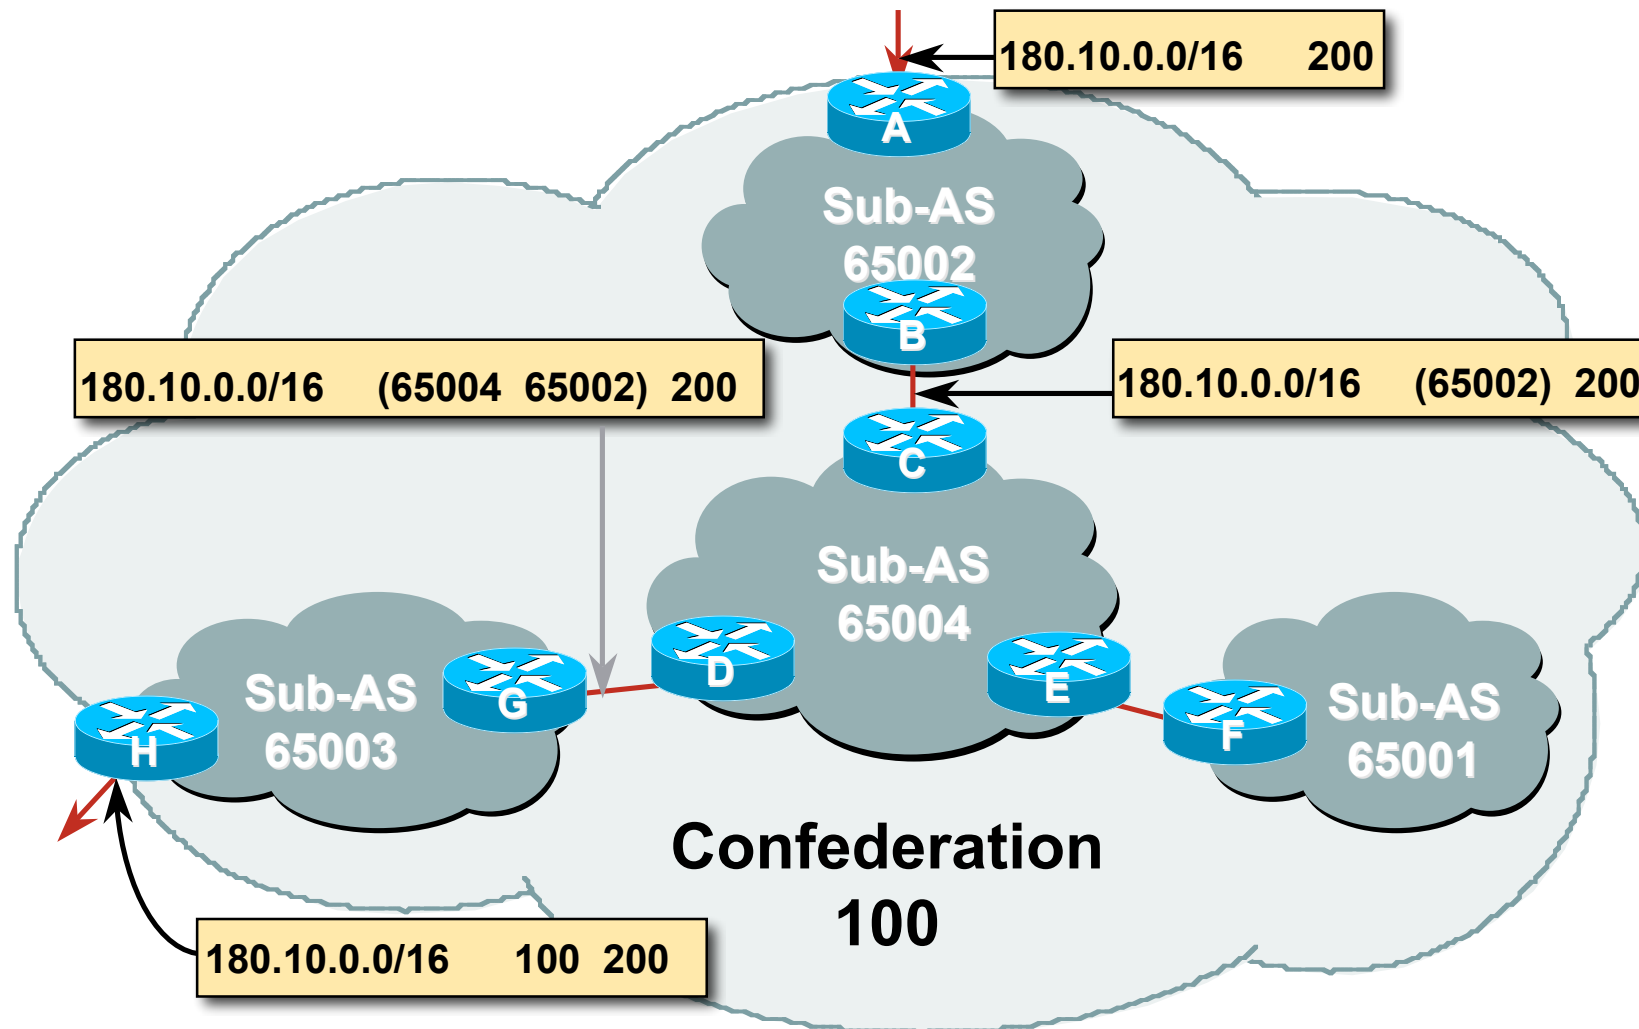 180.10.0.0/16 200
A
Sub-AS
65002
B
180.10.0.0/16 (65004 65002) 200
180.10.0.0/16 (65002) 200
C
Sub-AS
65004
D
E
Sub-AS
65003
G
H
F
Sub-AS
65001
Confederation
100
180.10.0.0/16 100 200